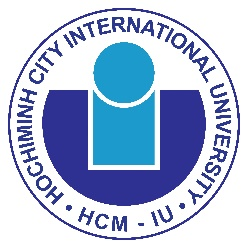 HOCHIMINH CITY INTERNATIONAL UNIVERSITY
• HCM - IU •